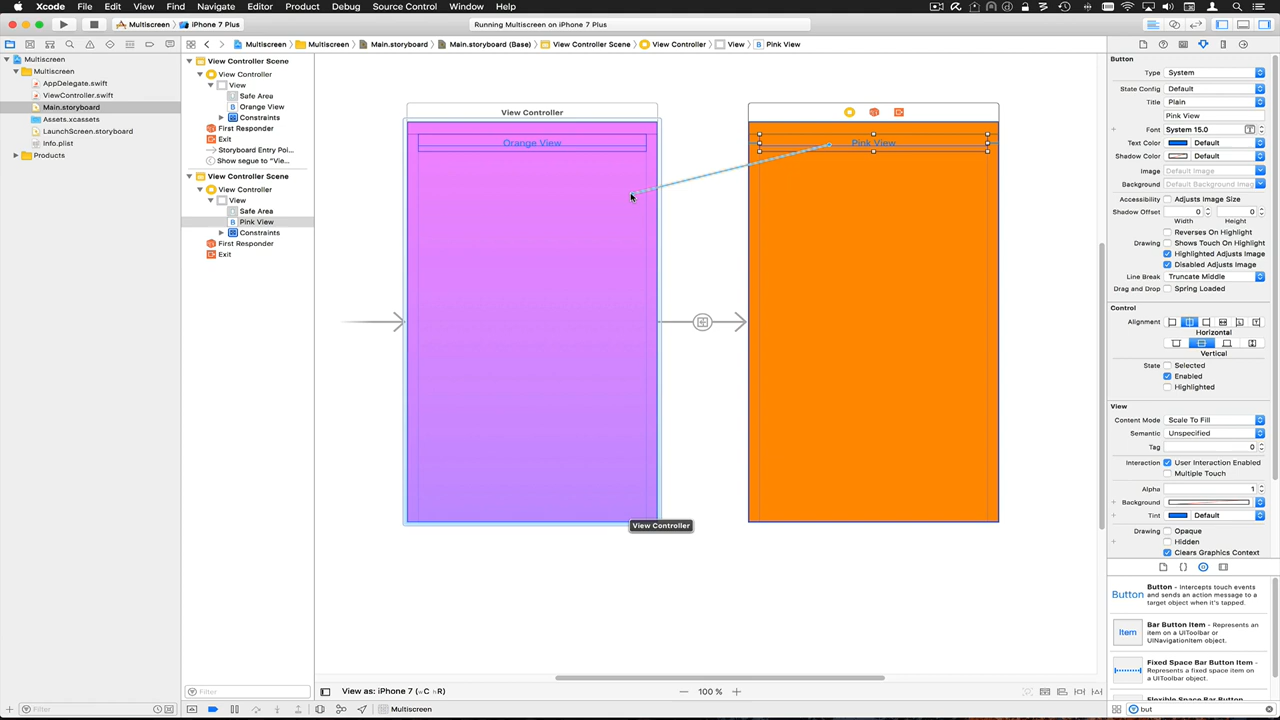 Xcode File Edit View Find Navigate Editor Product Debug Source Control Window Help
Multiscreen iPhone 7 Plus
Running Multiscreen on iPhone 7 Plus
Multiscreen Multiscreen Main.storyboard Main.storyboard (Base) View Controller Scene View Controller View Pink View
Multiscreen
Multiscreen
AppDelegate.swift
ViewController.swift
Main.storyboard
Assets.xcassets
LaunchScreen.storyboard
Info.plist
Products
Filter
View Controller Scene
View Controller
View
Safe Area
B Orange View
Constraints
First Responder
Exit
Storyboard Entry Poi...
Show segue to "Vie...
View Controller Scene
View Controller
View
Safe Area
B Pink View
Constraints
First Responder
Exit
Filter
View Controller
Orange View
View Controller
Pink View
View as: iPhone 7 (wC hR)
100 %
Multiscreen
Button
Type System
State Config Default
Title Plain
Pink View
Font System 15.0
Text Color Default
Shadow Color Default
Image Default Image
Background Default Background Imag
Accessibility Adjusts Image Size
Shadow Offset 0 0
Width Height
Reverses On Highlight
Drawing Shows Touch On Highlight
Highlighted Adjusts Image
Disabled Adjusts Image
Line Break Truncate Middle
Drag and Drop Spring Loaded
Control
Alignment
Horizontal
Vertical
State Selected
Enabled
Highlighted
View
Content Mode Scale To Fill
Semantic Unspecified
Tag 0
Interaction User Interaction Enabled
Multiple Touch
Alpha 1
Background
Tint Default
Drawing Opaque
Hidden
Clears Graphics Context
Button Button - Intercepts touch events
and sends an action message to a
target object when it's tapped.
Item Bar Button Item - Represents an
item on a UIToolbar or
UINavigationItem object.
Fixed Space Bar Button Item -
Represents a fixed space item on
a UIToolbar object.
Flexible Space Bar Button
but